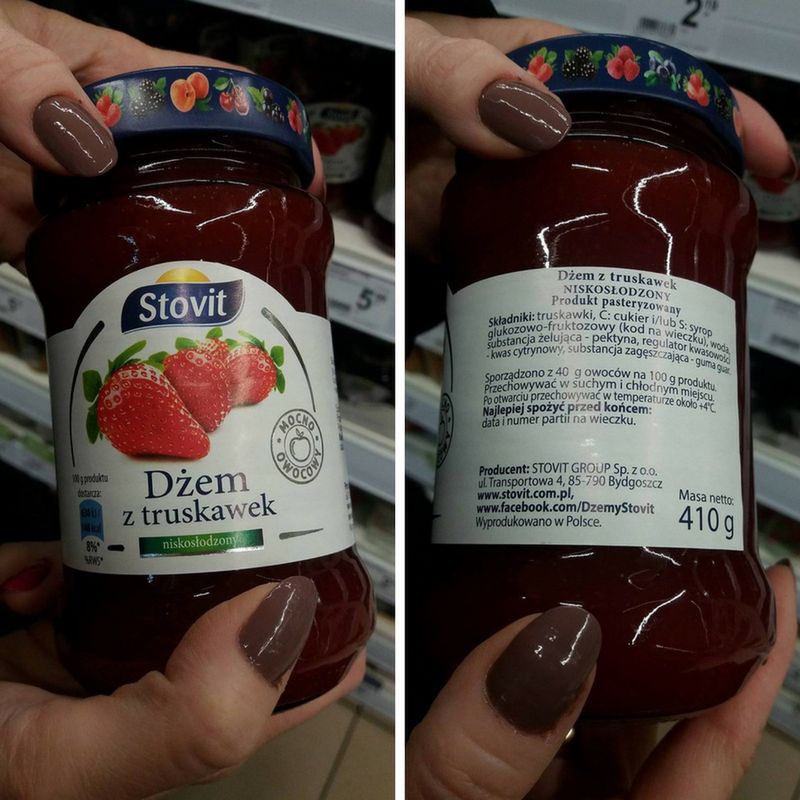 Stovit
MOCNO
OWOCOWY
Dżem
z truskawek
niskosłodzony
100 g produktu
dostarcza:
8%*
%RWS*
5
2
Dżem z truskawek
NISKOSŁODZONY
Produkt pasteryzowany
Składniki: truskawki, C: cukier i/lub S: syrop
glukozowo-fruktozowy (kod na wieczku), woda,
substancja żelująca - pektyna, regulator kwasowości
- kwas cytrynowy, substancja zagęszczająca - guma guar.
Sporządzono z 40 g owoców na 100 g produktu.
Przechowywać w suchym i chłodnym miejscu.
Po otwarciu przechowywać w temperaturze około +4°C.
Najlepiej spożyć przed końcem:
data i numer partii na wieczku.
Producent: STOVIT GROUP Sp. z o.o.
ul. Transportowa 4, 85-790 Bydgoszcz
www.stovit.com.pl,
www.facebook.com/DzemyStovit
Wyprodukowano w Polsce.
Masa netto:
410 g